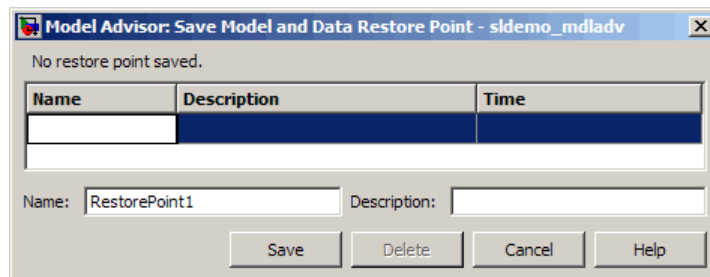 Model Advisor: Save Model and Data Restore Point - sldemo_mdladv
No restore point saved.
Name Description Time
Name: RestorePoint1 Description:
Save Delete Cancel Help